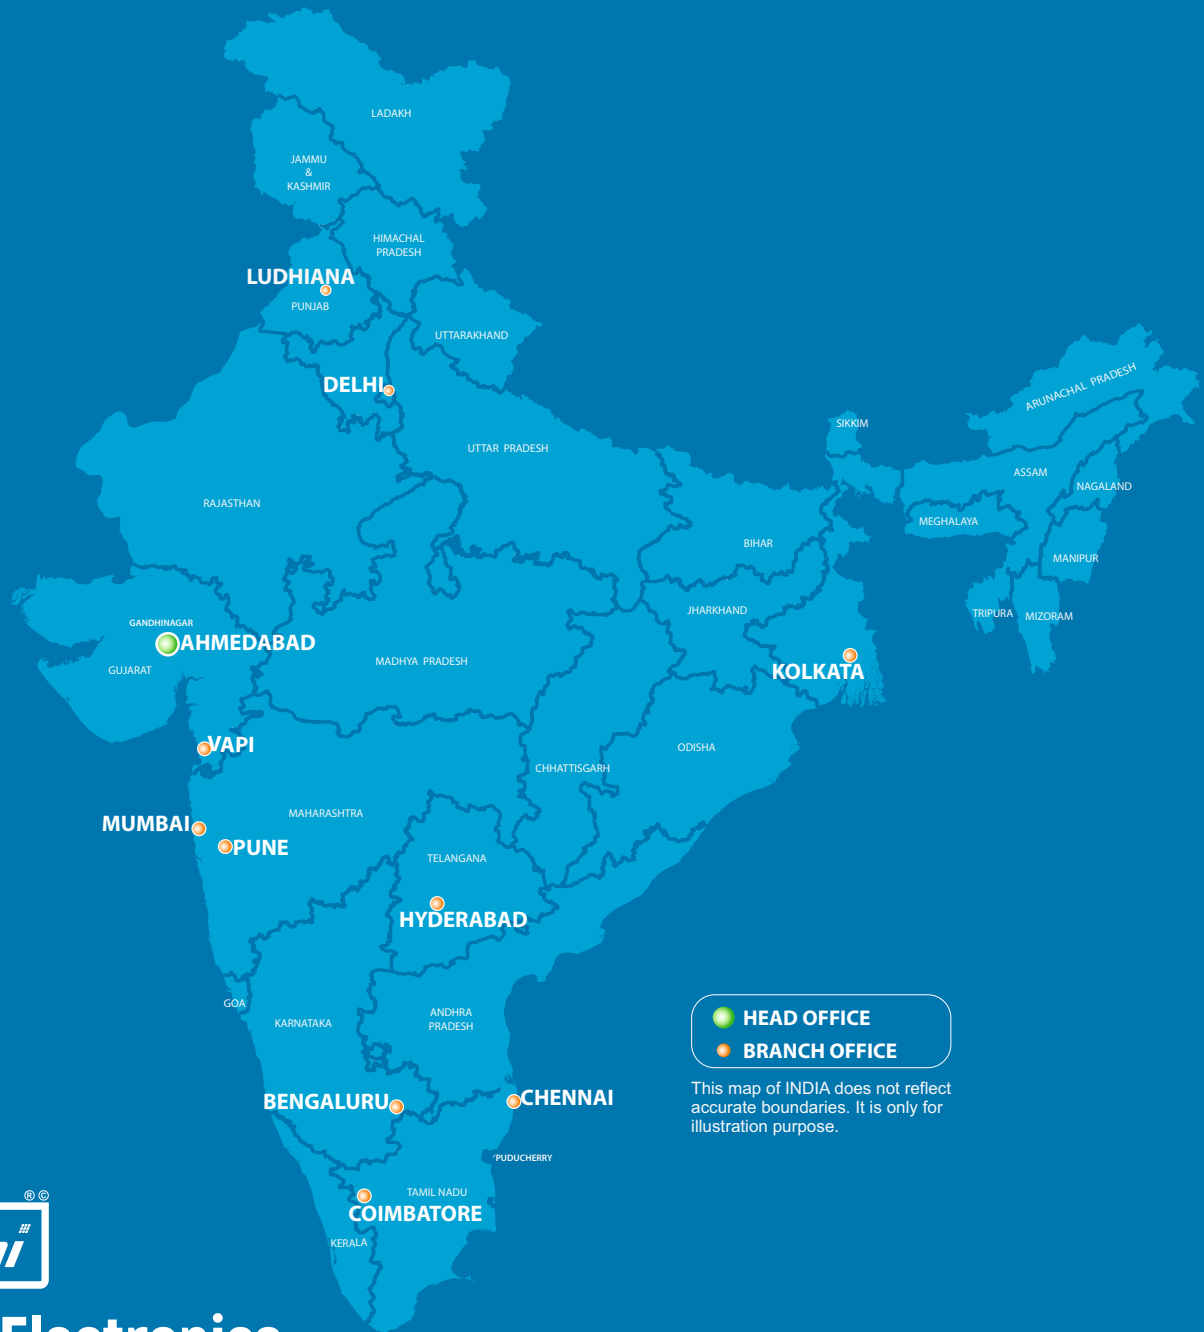 LADAKH
JAMMU
&
KASHMIR
HIMACHAL
PRADESH
LUDHIANA
PUNJAB
UTTARAKHAND
DELHI
ARUNACHAL PRADESH
SIKKIM
UTTAR PRADESH
ASSAM
NAGALAND
RAJASTHAN
MEGHALAYA
BIHAR
MANIPUR
JHARKHAND
TRIPURA
MIZORAM
GANDHINAGAR
AHMEDABAD
GUJARAT
MADHYA PRADESH
KOLKATA
VAPI
ODISHA
CHHATTISGARH
MAHARASHTRA
MUMBAI
PUNE
TELANGANA
HYDERABAD
GOA
KARNATAKA
ANDHRA
PRADESH
HEAD OFFICE
BRANCH OFFICE
This map of INDIA does not reflect
accurate boundaries. It is only for
illustration purpose.
BENGALURU
CHENNAI
PUDUCHERRY
TAMIL NADU
COIMBATORE
KERALA
® ©
Electronics